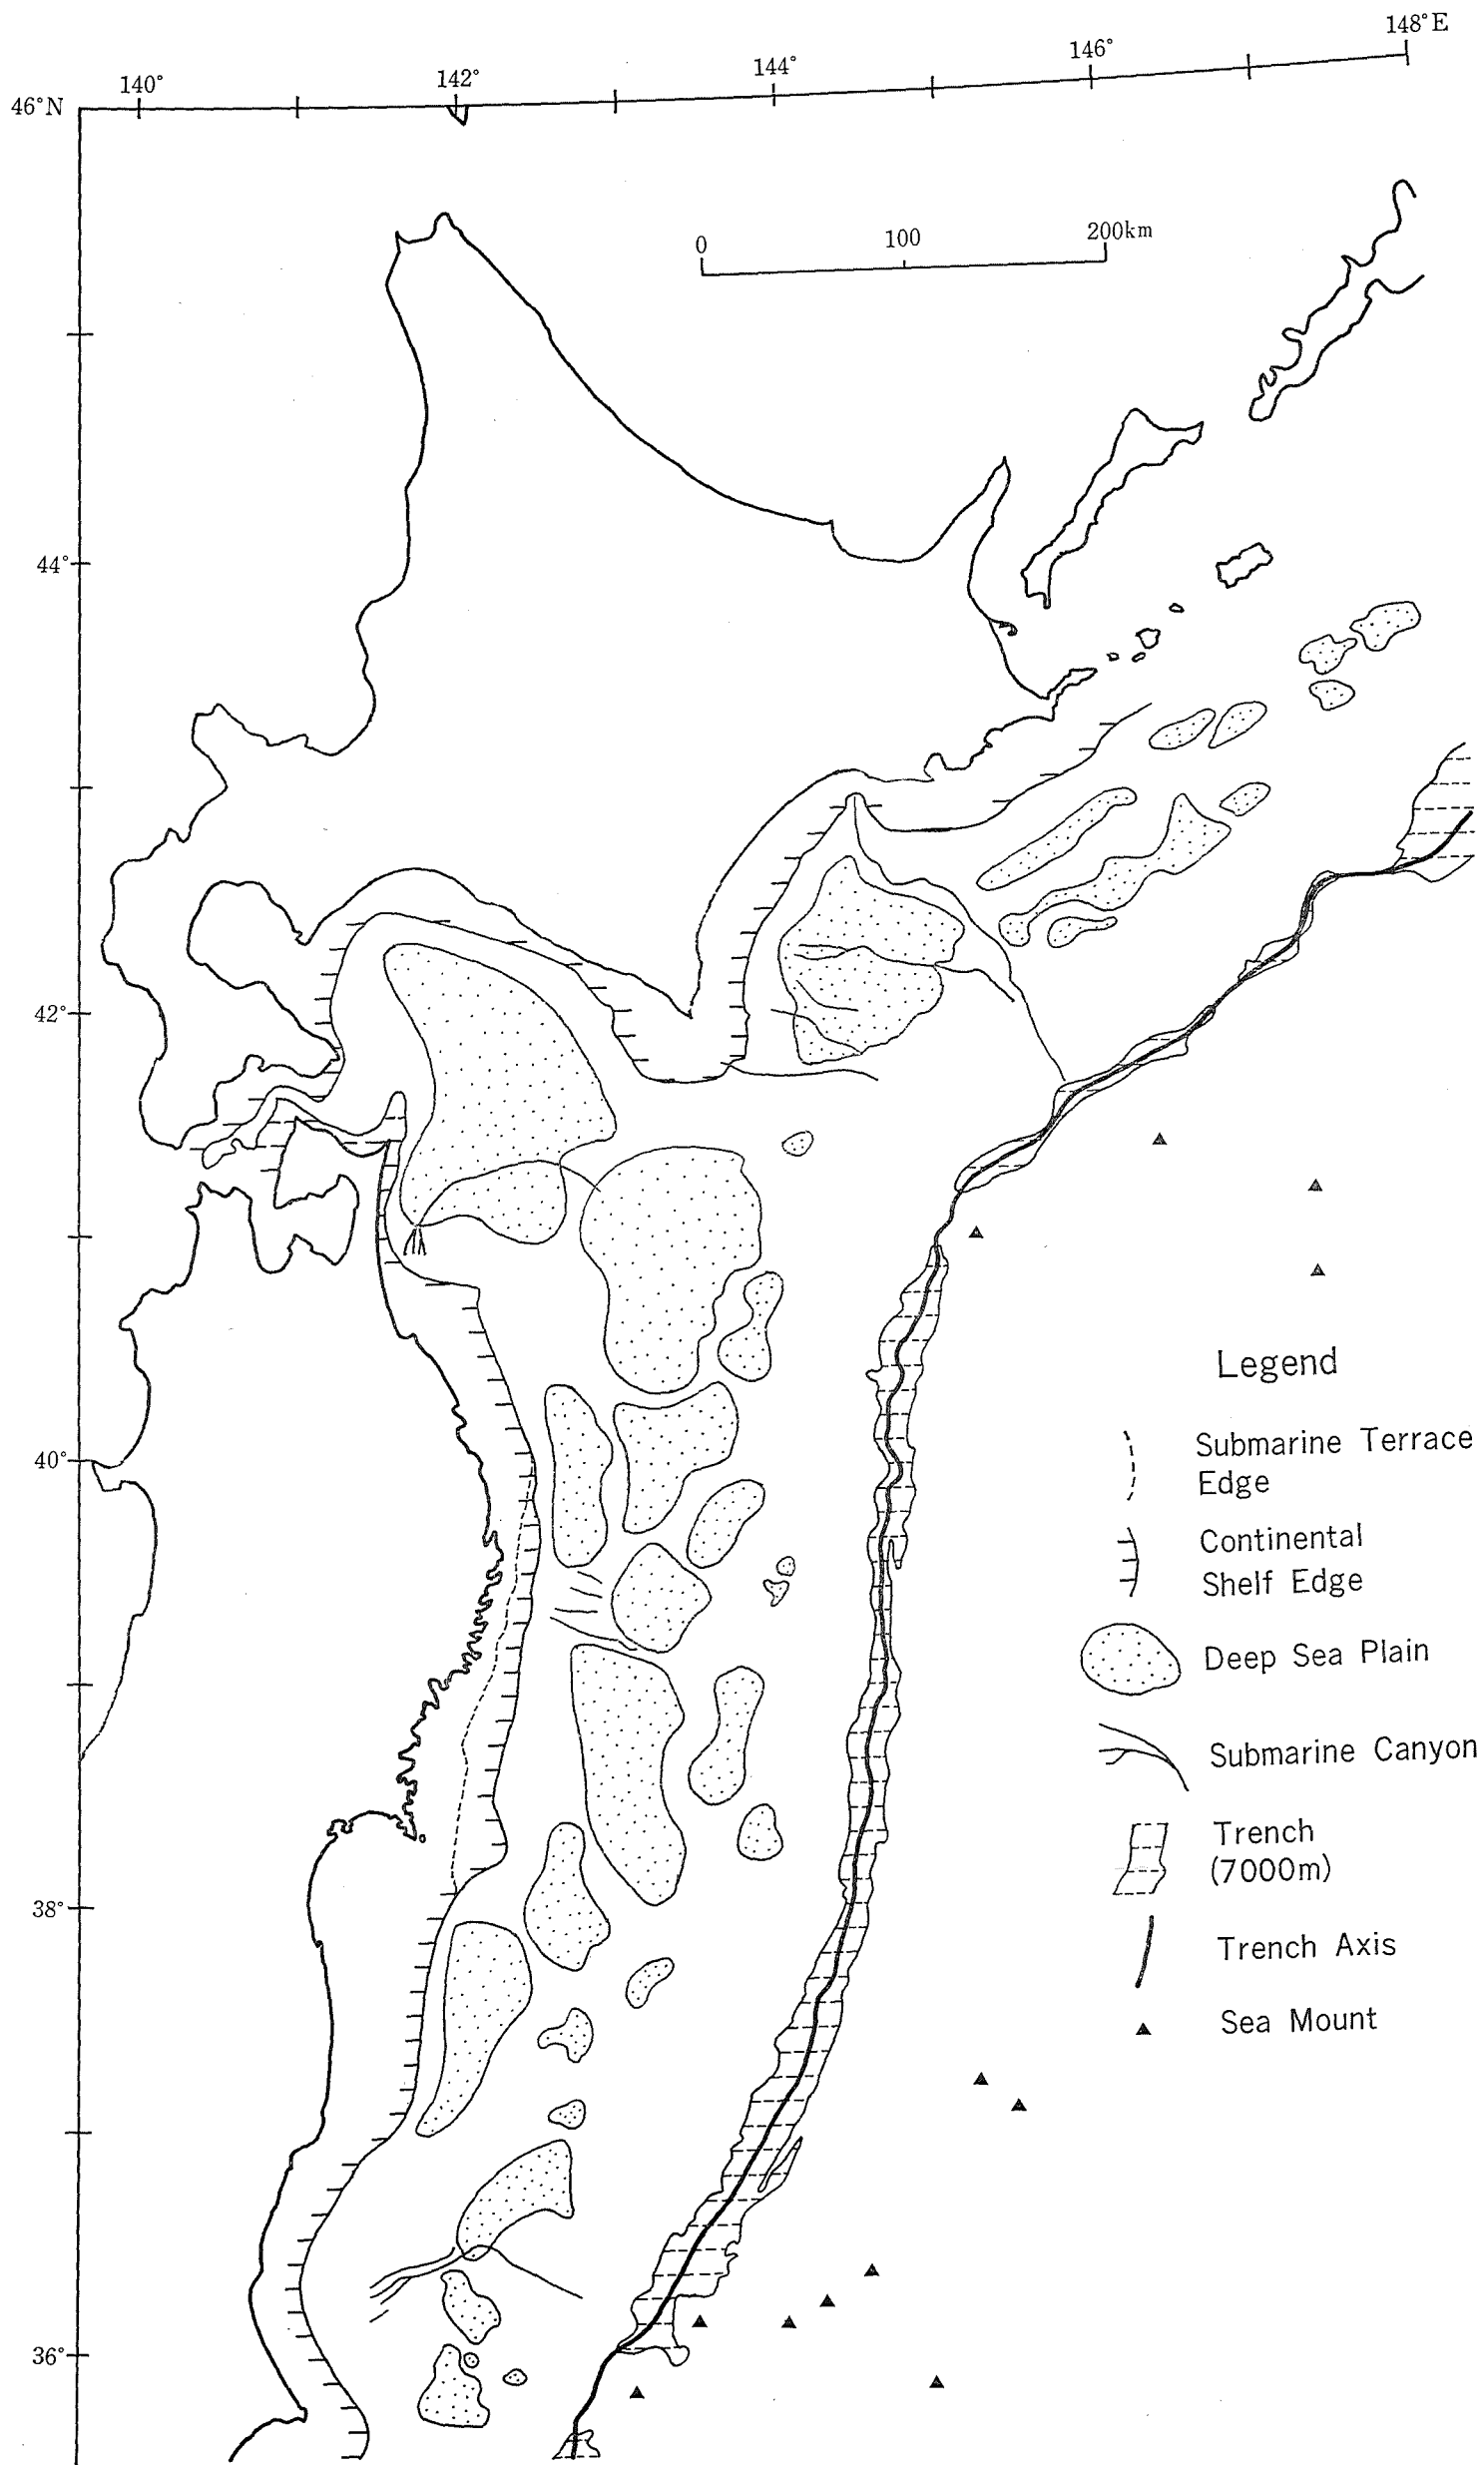 140° 142° 144° 146° 148°E
46°N
0 100 200km
44°
42°
40°
38°
36°
Legend
Submarine Terrace
Edge
Continental
Shelf Edge
Deep Sea Plain
Submarine Canyon
Trench
(7000m)
Trench Axis
Sea Mount